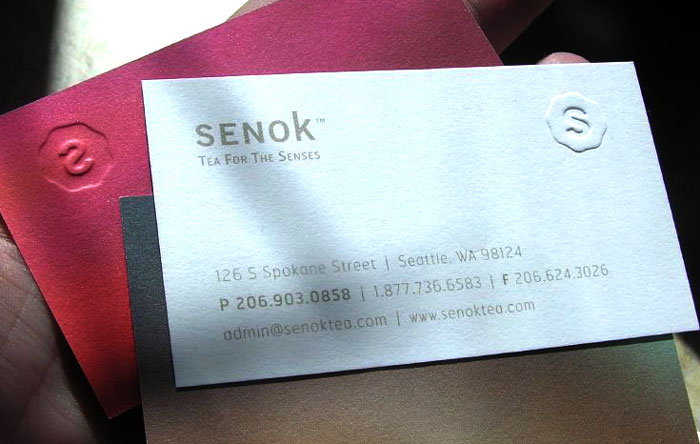 senok™
Tea For The Senses
S
126 S Spokane Street | Seattle, WA 98124
P 206.903.0858 | 1.877.736.6583 | F 206.624.3026
admin@senoktea.com | www.senoktea.com
S